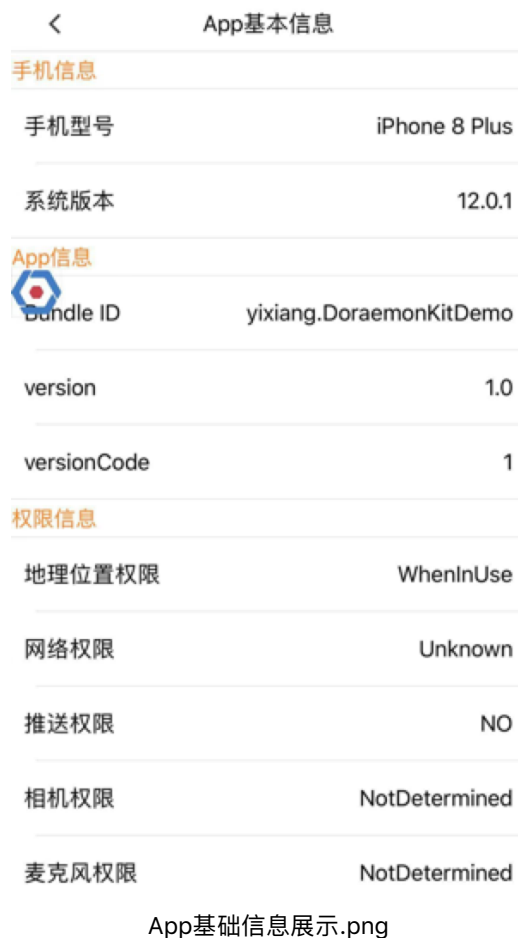 App基本信息
手机信息
手机型号 iPhone 8 Plus
系统版本 12.0.1
App信息
Bundle ID yixiang.DoraemonKitDemo
version 1.0
versionCode 1
权限信息
地理位置权限 WhenInUse
网络权限 Unknown
推送权限 NO
相机权限 NotDetermined
麦克风权限 NotDetermined
App基础信息展示.png